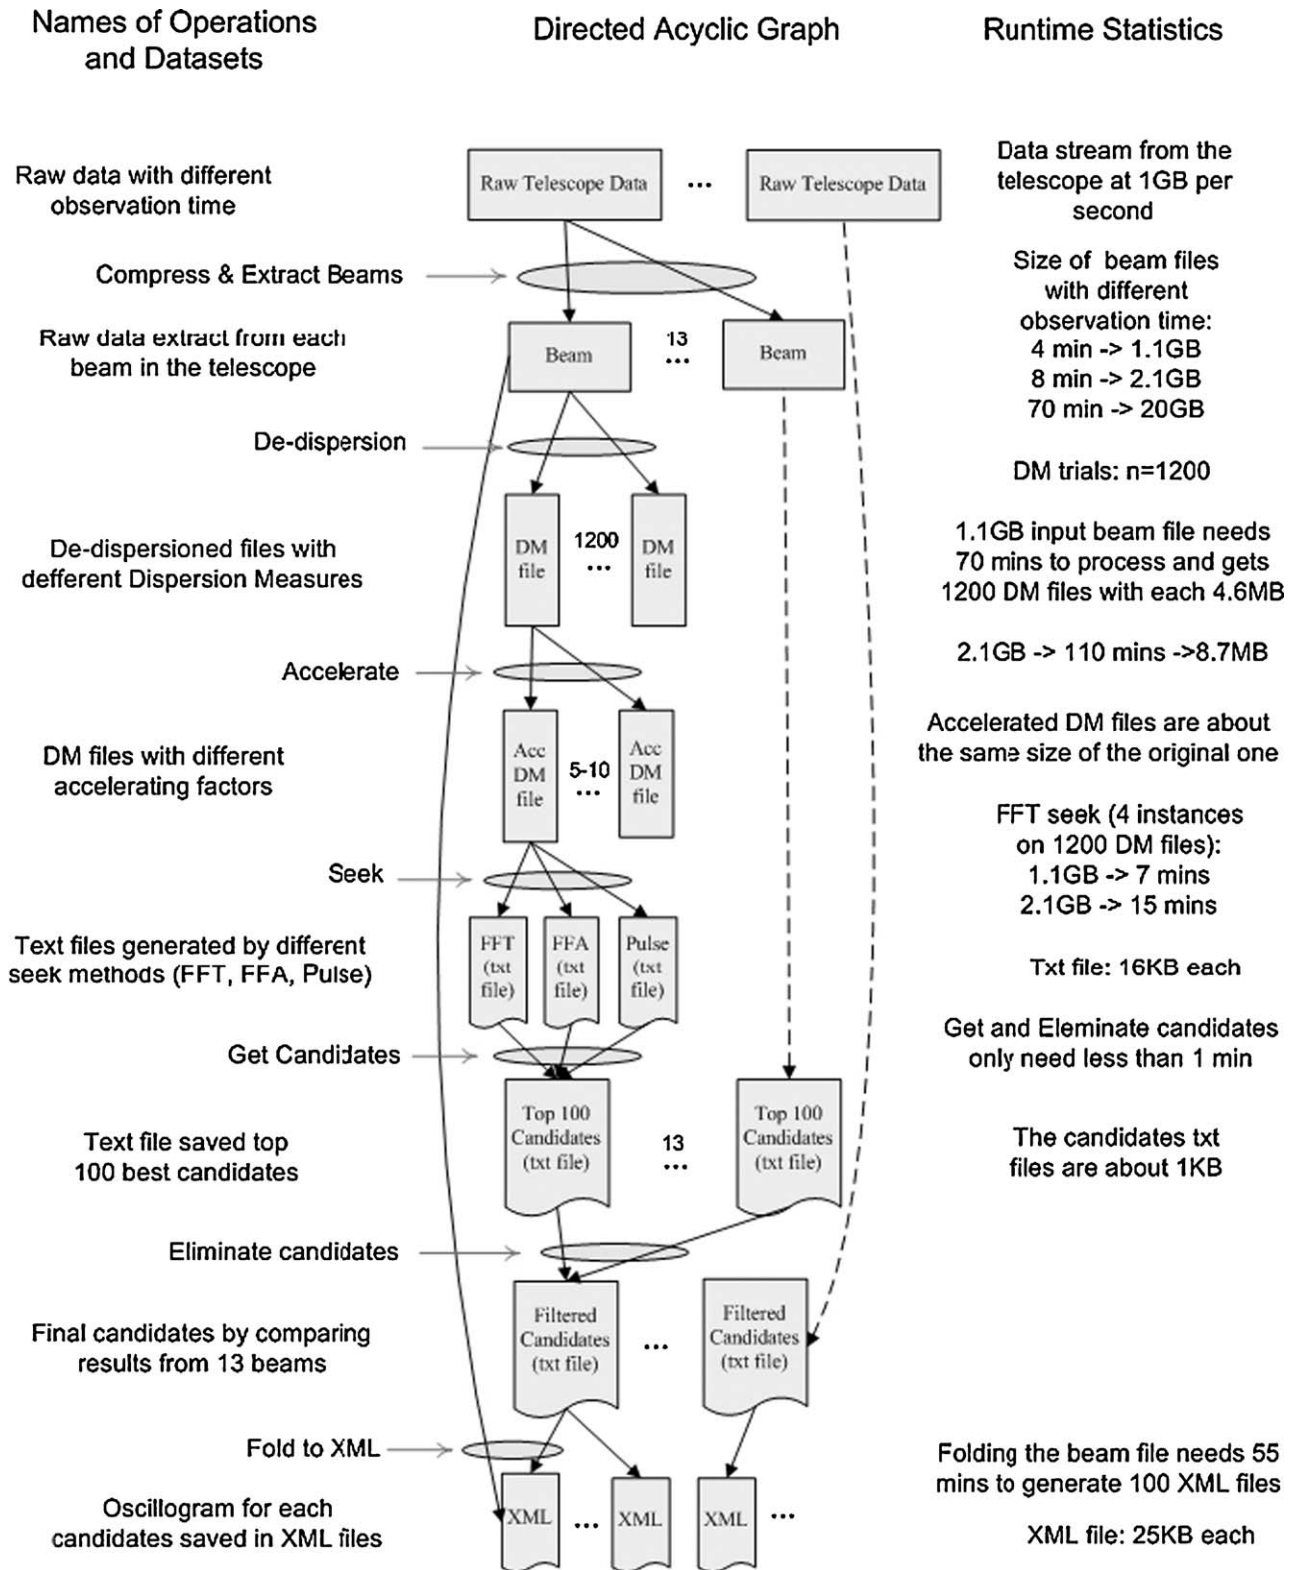 Names of Operations
and Datasets
Directed Acyclic Graph
Runtime Statistics
Raw data with different
observation time
Raw Telescope Data
...
Raw Telescope Data
Data stream from the
telescope at 1GB per
second
Compress & Extract Beams
Size of beam files
with different
observation time:
4 min -> 1.1GB
8 min -> 2.1GB
70 min -> 20GB
Raw data extract from each
beam in the telescope
Beam
13
...
Beam
De-dispersion
DM trials: n=1200
De-dispersioned files with
defferent Dispersion Measures
DM
file
1200
...
DM
file
1.1GB input beam file needs
70 mins to process and gets
1200 DM files with each 4.6MB
2.1GB -> 110 mins ->8.7MB
Accelerate
DM files with different
accelerating factors
Acc
DM
file
5-10
...
Acc
DM
file
Accelerated DM files are about
the same size of the original one
FFT seek (4 instances
on 1200 DM files):
1.1GB -> 7 mins
2.1GB -> 15 mins
Seek
Text files generated by different
seek methods (FFT, FFA, Pulse)
FFT
(txt
file)
FFA
(txt
file)
Pulse
(txt
file)
Txt file: 16KB each
Get Candidates
Get and Eleminate candidates
only need less than 1 min
Text file saved top
100 best candidates
Top 100
Candidates
(txt file)
13
...
Top 100
Candidates
(txt file)
The candidates txt
files are about 1KB
Eliminate candidates
Final candidates by comparing
results from 13 beams
Filtered
Candidates
(txt file)
...
Filtered
Candidates
(txt file)
Fold to XML
Folding the beam file needs 55
mins to generate 100 XML files
Oscillogram for each
candidates saved in XML files
XML
...
XML
XML
...
XML file: 25KB each